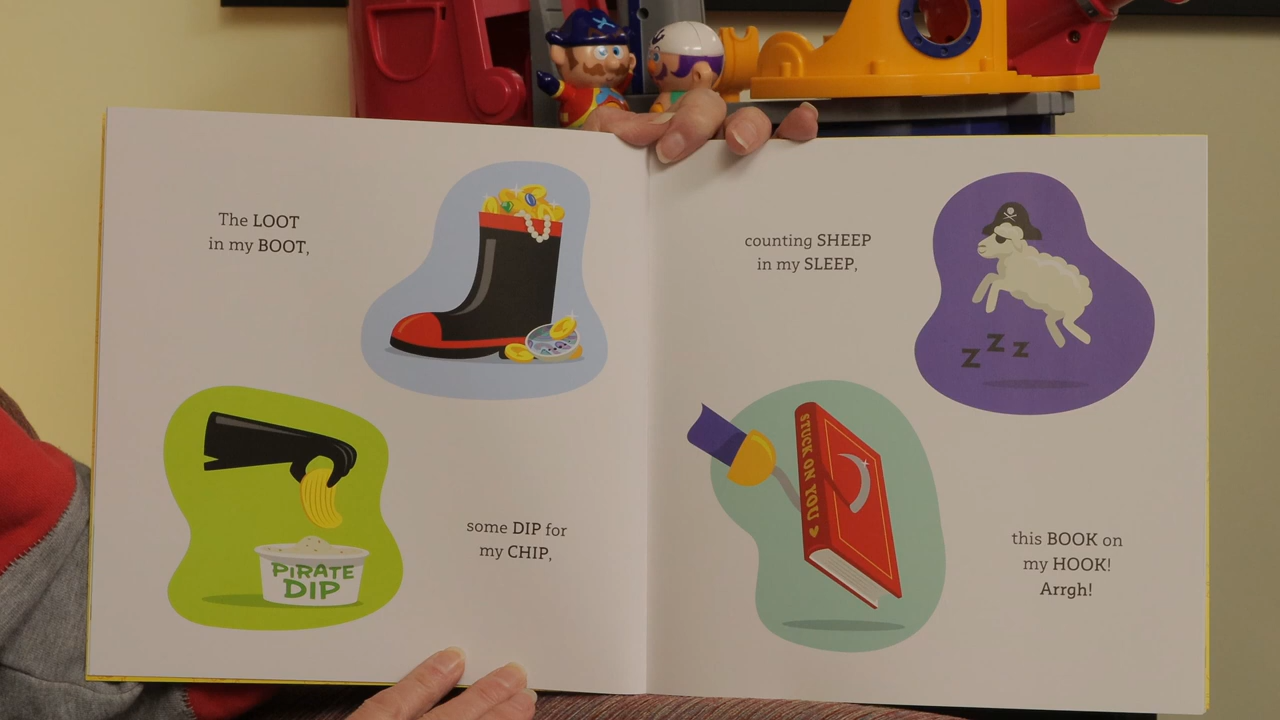 The LOOT
in my BOOT,
PIRATE
DIP
some DIP for
my CHIP,
counting SHEEP
in my SLEEP,
Z Z Z
STUCK ON YOU
this BOOK on
my HOOK!
Arrgh!